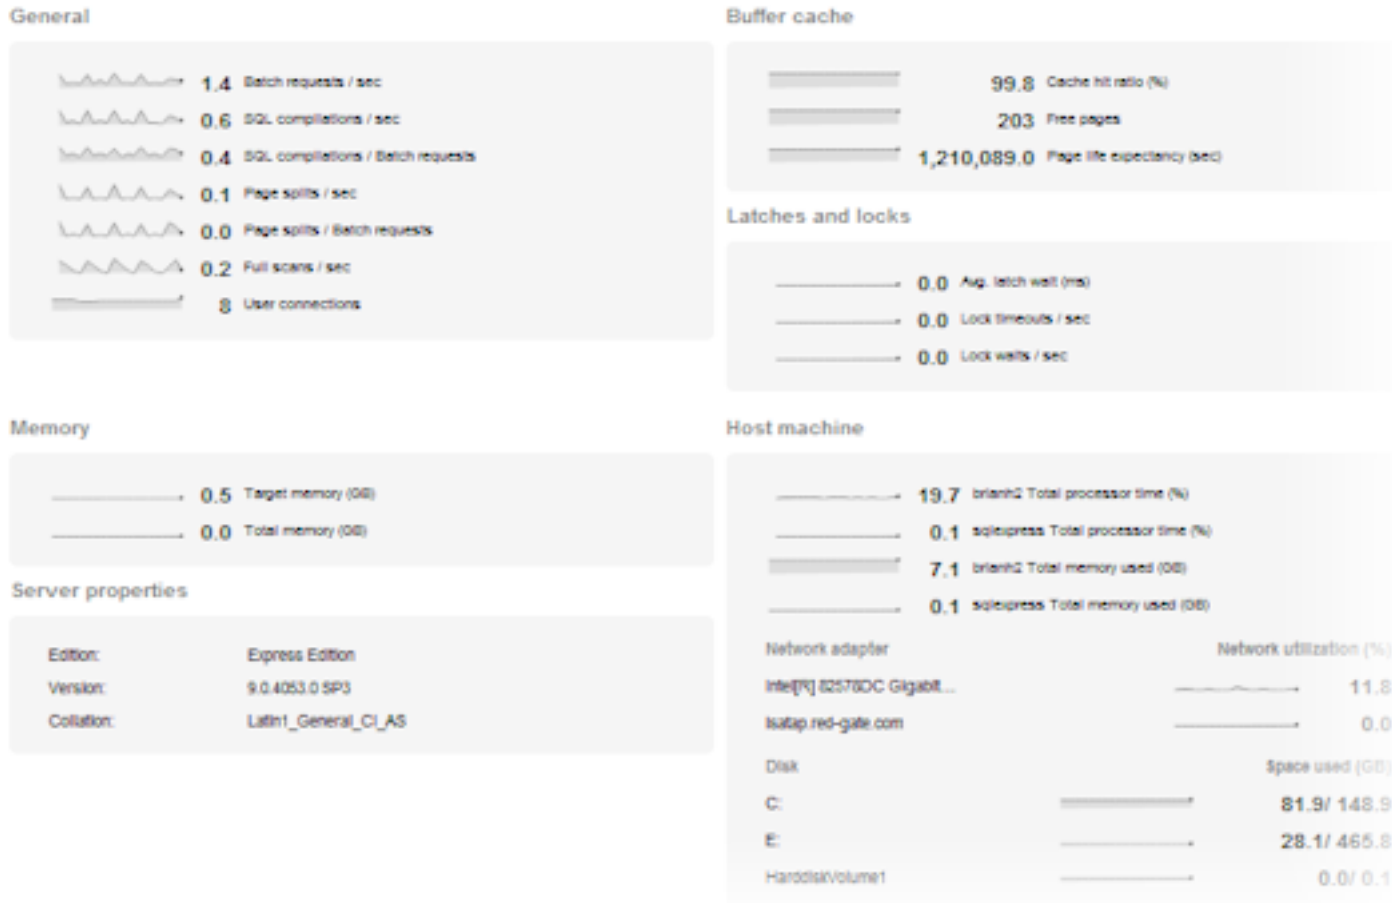 General
1.4 Batch requests / sec
0.6 SQL compilations / sec
0.4 SQL compilations / Batch requests
0.1 Page splits / sec
0.0 Page splits / Batch requests
0.2 Full scans / sec
8 User connections
Buffer cache
99.8 Cache hit ratio (%)
203 Free pages
1,210,089.0 Page life expectancy (sec)
Latches and locks
0.0 Avg. latch wait (ms)
0.0 Lock timeouts / sec
0.0 Lock waits / sec
Memory
0.5 Target memory (GB)
0.0 Total memory (GB)
Server properties
Edition: Express Edition
Version: 9.0.4053.0 SP3
Collation: Latin1_General_CI_AS
Host machine
19.7 brianh2 Total processor time (%)
0.1 sqlexpress Total processor time (%)
7.1 brianh2 Total memory used (GB)
0.1 sqlexpress Total memory used (GB)
Network adapter Network utilization (%)
Intel[R] 82578DC Gigabit... 11.8
isatap.red-gate.com 0.0
Disk Space used (GB)
C: 81.9/ 148.9
E: 28.1/ 465.8
HarddiskVolume1 0.0/ 0.1